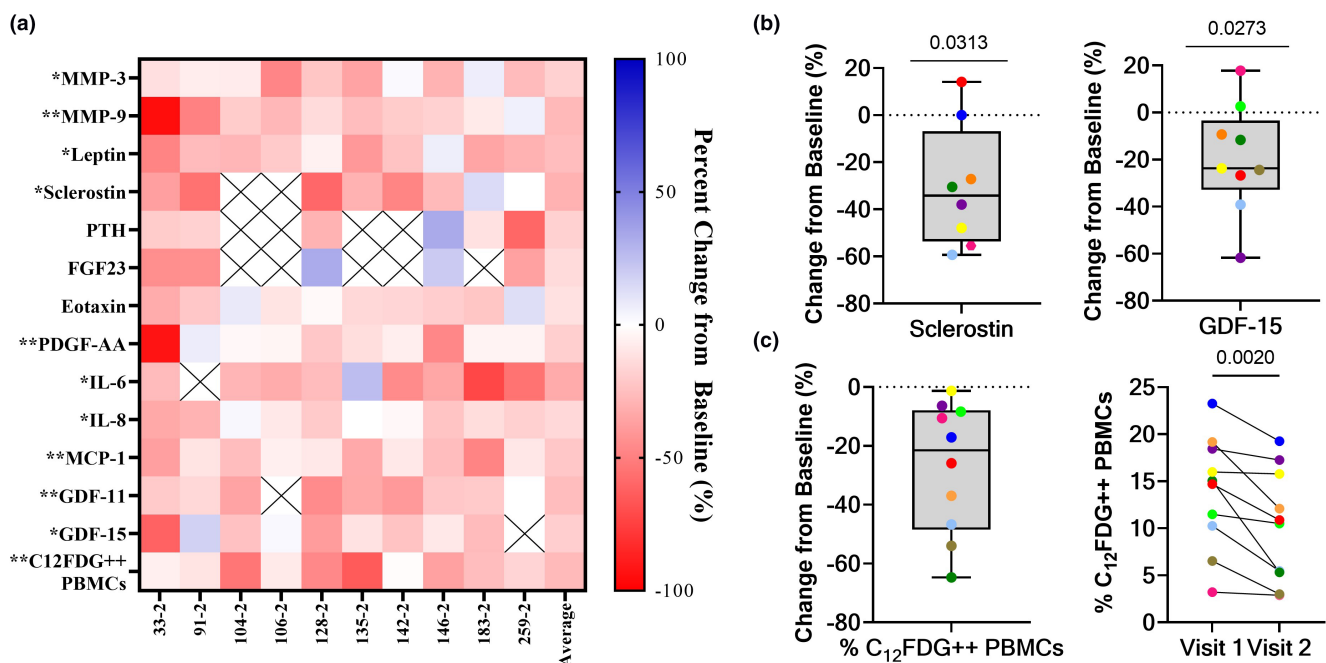 (a)
*MMP-3
**MMP-9
*Leptin
*Sclerostin
PTH
FGF23
Eotaxin
**PDGF-AA
*IL-6
*IL-8
**MCP-1
**GDF-11
*GDF-15
**C12FDG++
PBMCs
33-2
91-2
104-2
106-2
128-2
135-2
142-2
146-2
183-2
259-2
Average
100
50
0
-50
-100
Percent Change from Baseline (%)
(b)
0.0313
Change from Baseline (%)
20
0
-20
-40
-60
-80
Sclerostin
0.0273
Change from Baseline (%)
20
0
-20
-40
-60
-80
GDF-15
(c)
Change from Baseline (%)
0
-20
-40
-60
-80
% C₁₂FDG++ PBMCs
0.0020
% C₁₂FDG++ PBMCs
25
20
15
10
5
0
Visit 1 Visit 2